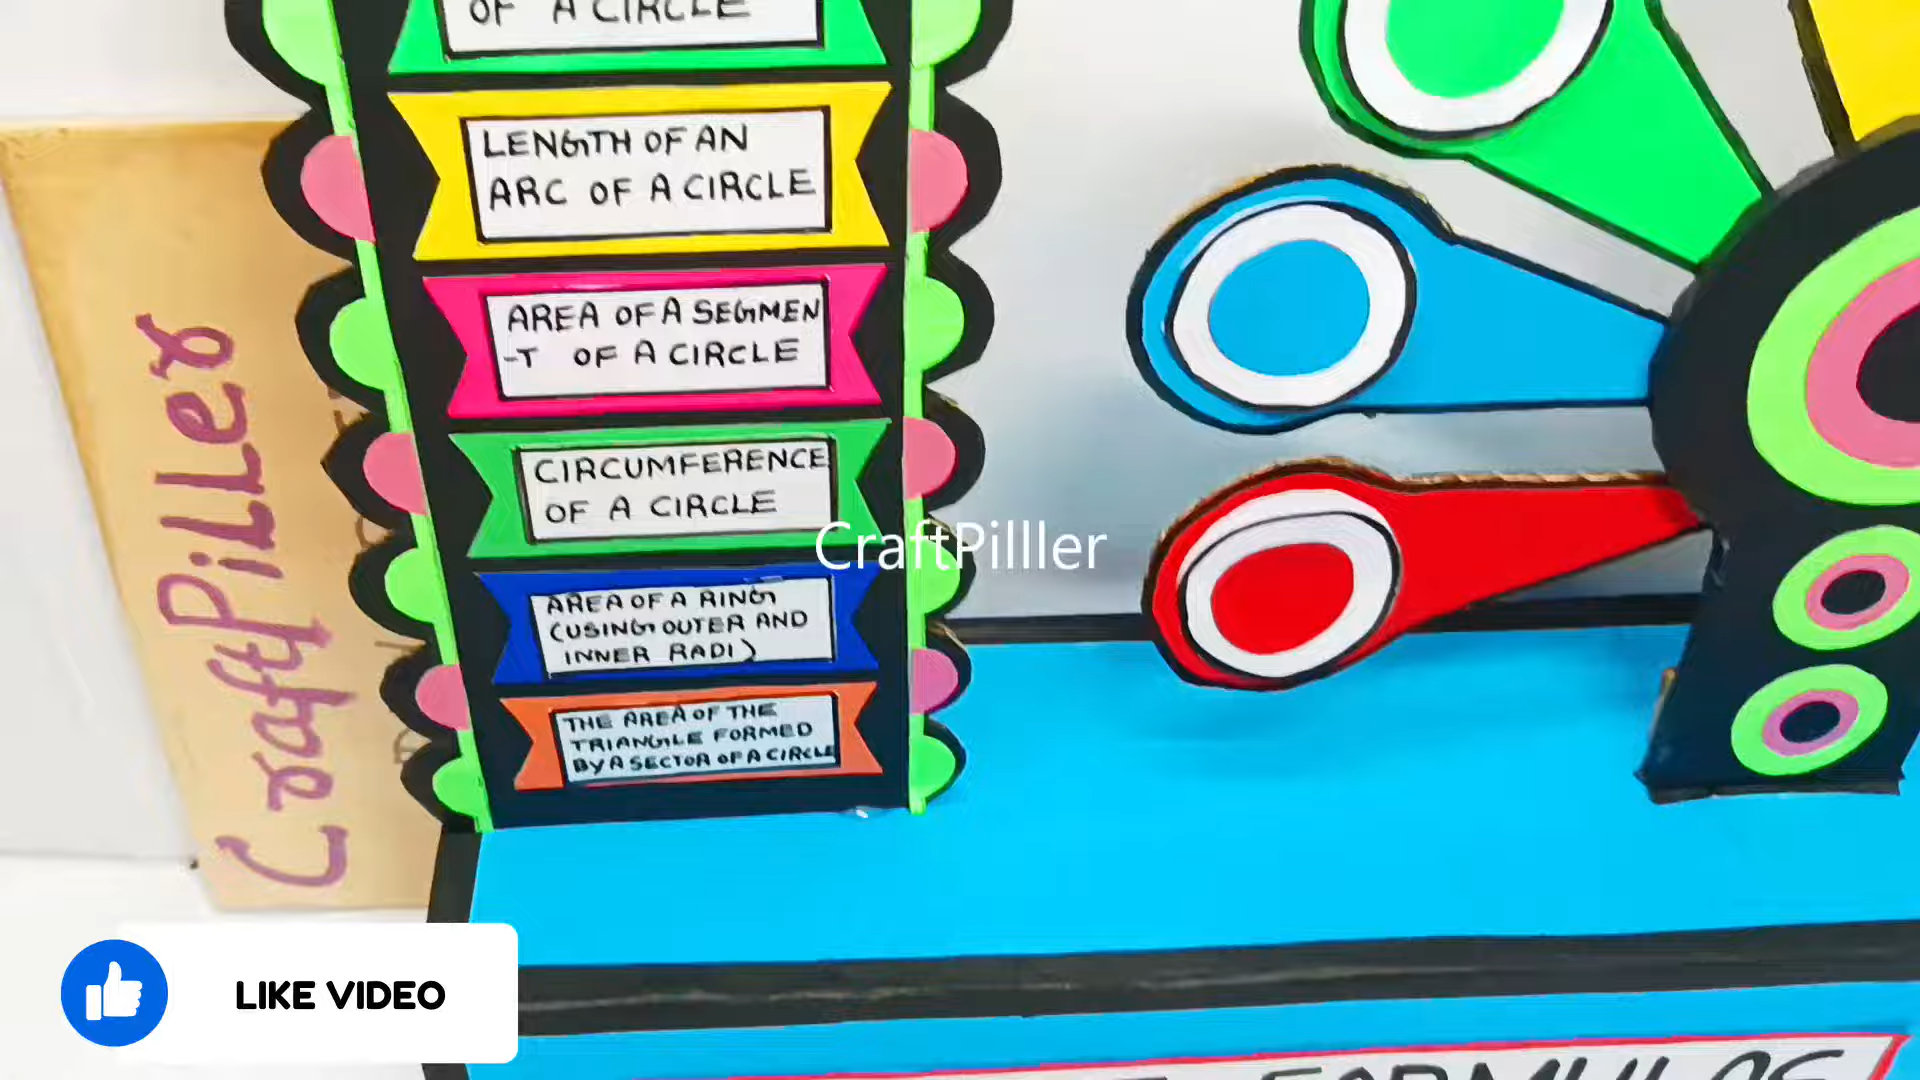 OF A CIRCLE
LENGTH OF AN
ARC OF A CIRCLE
AREA OF A SEGMEN
-T OF A CIRCLE
CIRCUMFERENCE
OF A CIRCLE
AREA OF A RING
(USING OUTER AND
INNER RADI)
THE AREA OF THE
TRIANGLE FORMED
BY A SECTOR OF A CIRCLE
CraftPiller
CraftPilller
LIKE VIDEO
FORMULAS